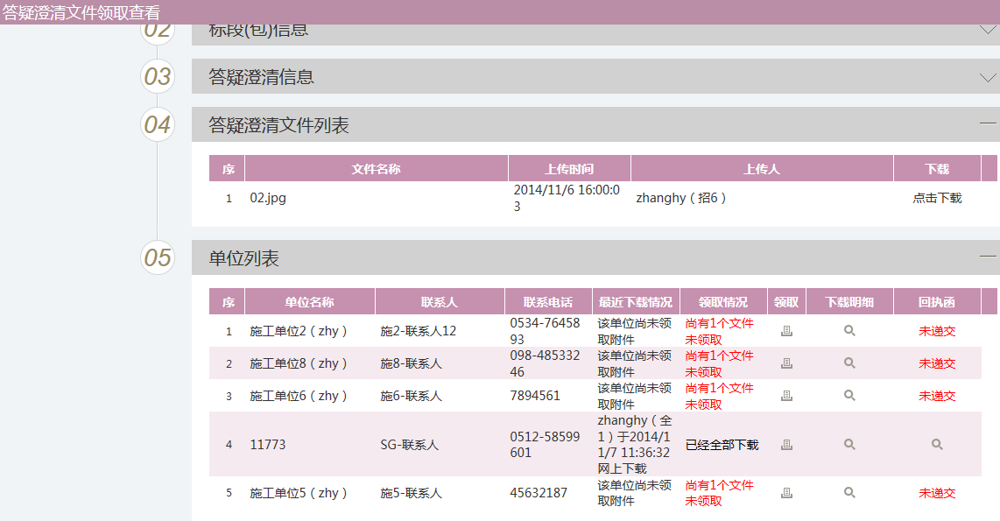 答疑澄清文件领取查看
02 标段(包)信息
03 答疑澄清信息
04 答疑澄清文件列表
序 文件名称 上传时间 上传人 下载
1 02.jpg 2014/11/6 16:00:0 zhanghy（招6） 点击下载
3
05 单位列表
序 单位名称 联系人 联系电话 最近下载情况 领取情况 领取 下载明细 回执函
1 施工单位2（zhy） 施2-联系人12 0534-76458 该单位尚未领 尚有1个文件 未递交
93 取附件 未领取
2 施工单位8（zhy） 施8-联系人 098-485332 该单位尚未领 尚有1个文件 未递交
46 取附件 未领取
3 施工单位6（zhy） 施6-联系人 7894561 该单位尚未领 尚有1个文件 未递交
取附件 未领取
4 11773 SG-联系人 0512-58599 zhanghy（全 已经全部下载
601 1）于2014/1
1/7 11:36:32
网上下载
5 施工单位5（zhy） 施5-联系人 45632187 该单位尚未领 尚有1个文件 未递交
取附件 未领取